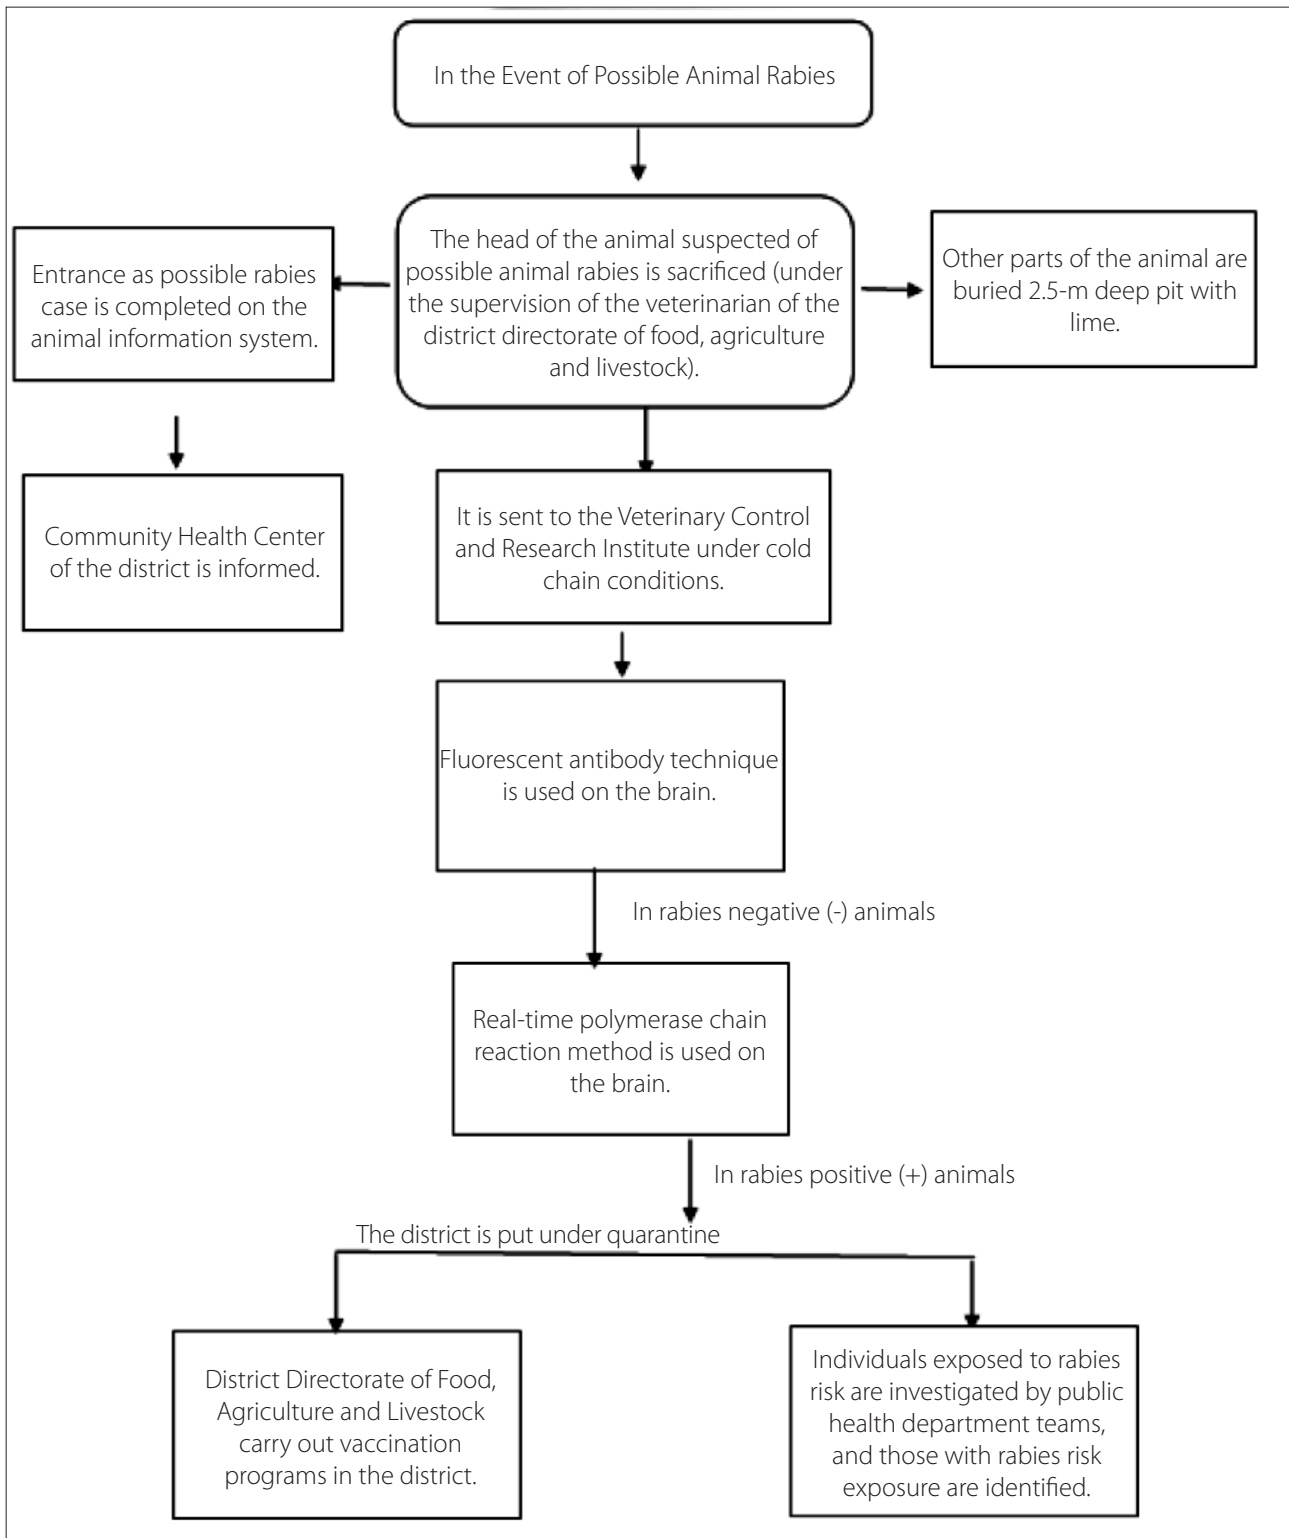 In the Event of Possible Animal Rabies
The head of the animal suspected of
possible animal rabies is sacrificed (under
the supervision of the veterinarian of the
district directorate of food, agriculture
and livestock).
Entrance as possible rabies
case is completed on the
animal information system.
Other parts of the animal are
buried 2.5-m deep pit with
lime.
Community Health Center
of the district is informed.
It is sent to the Veterinary Control
and Research Institute under cold
chain conditions.
Fluorescent antibody technique
is used on the brain.
In rabies negative (-) animals
Real-time polymerase chain
reaction method is used on
the brain.
In rabies positive (+) animals
The district is put under quarantine
District Directorate of Food,
Agriculture and Livestock
carry out vaccination
programs in the district.
Individuals exposed to rabies
risk are investigated by public
health department teams,
and those with rabies risk
exposure are identified.